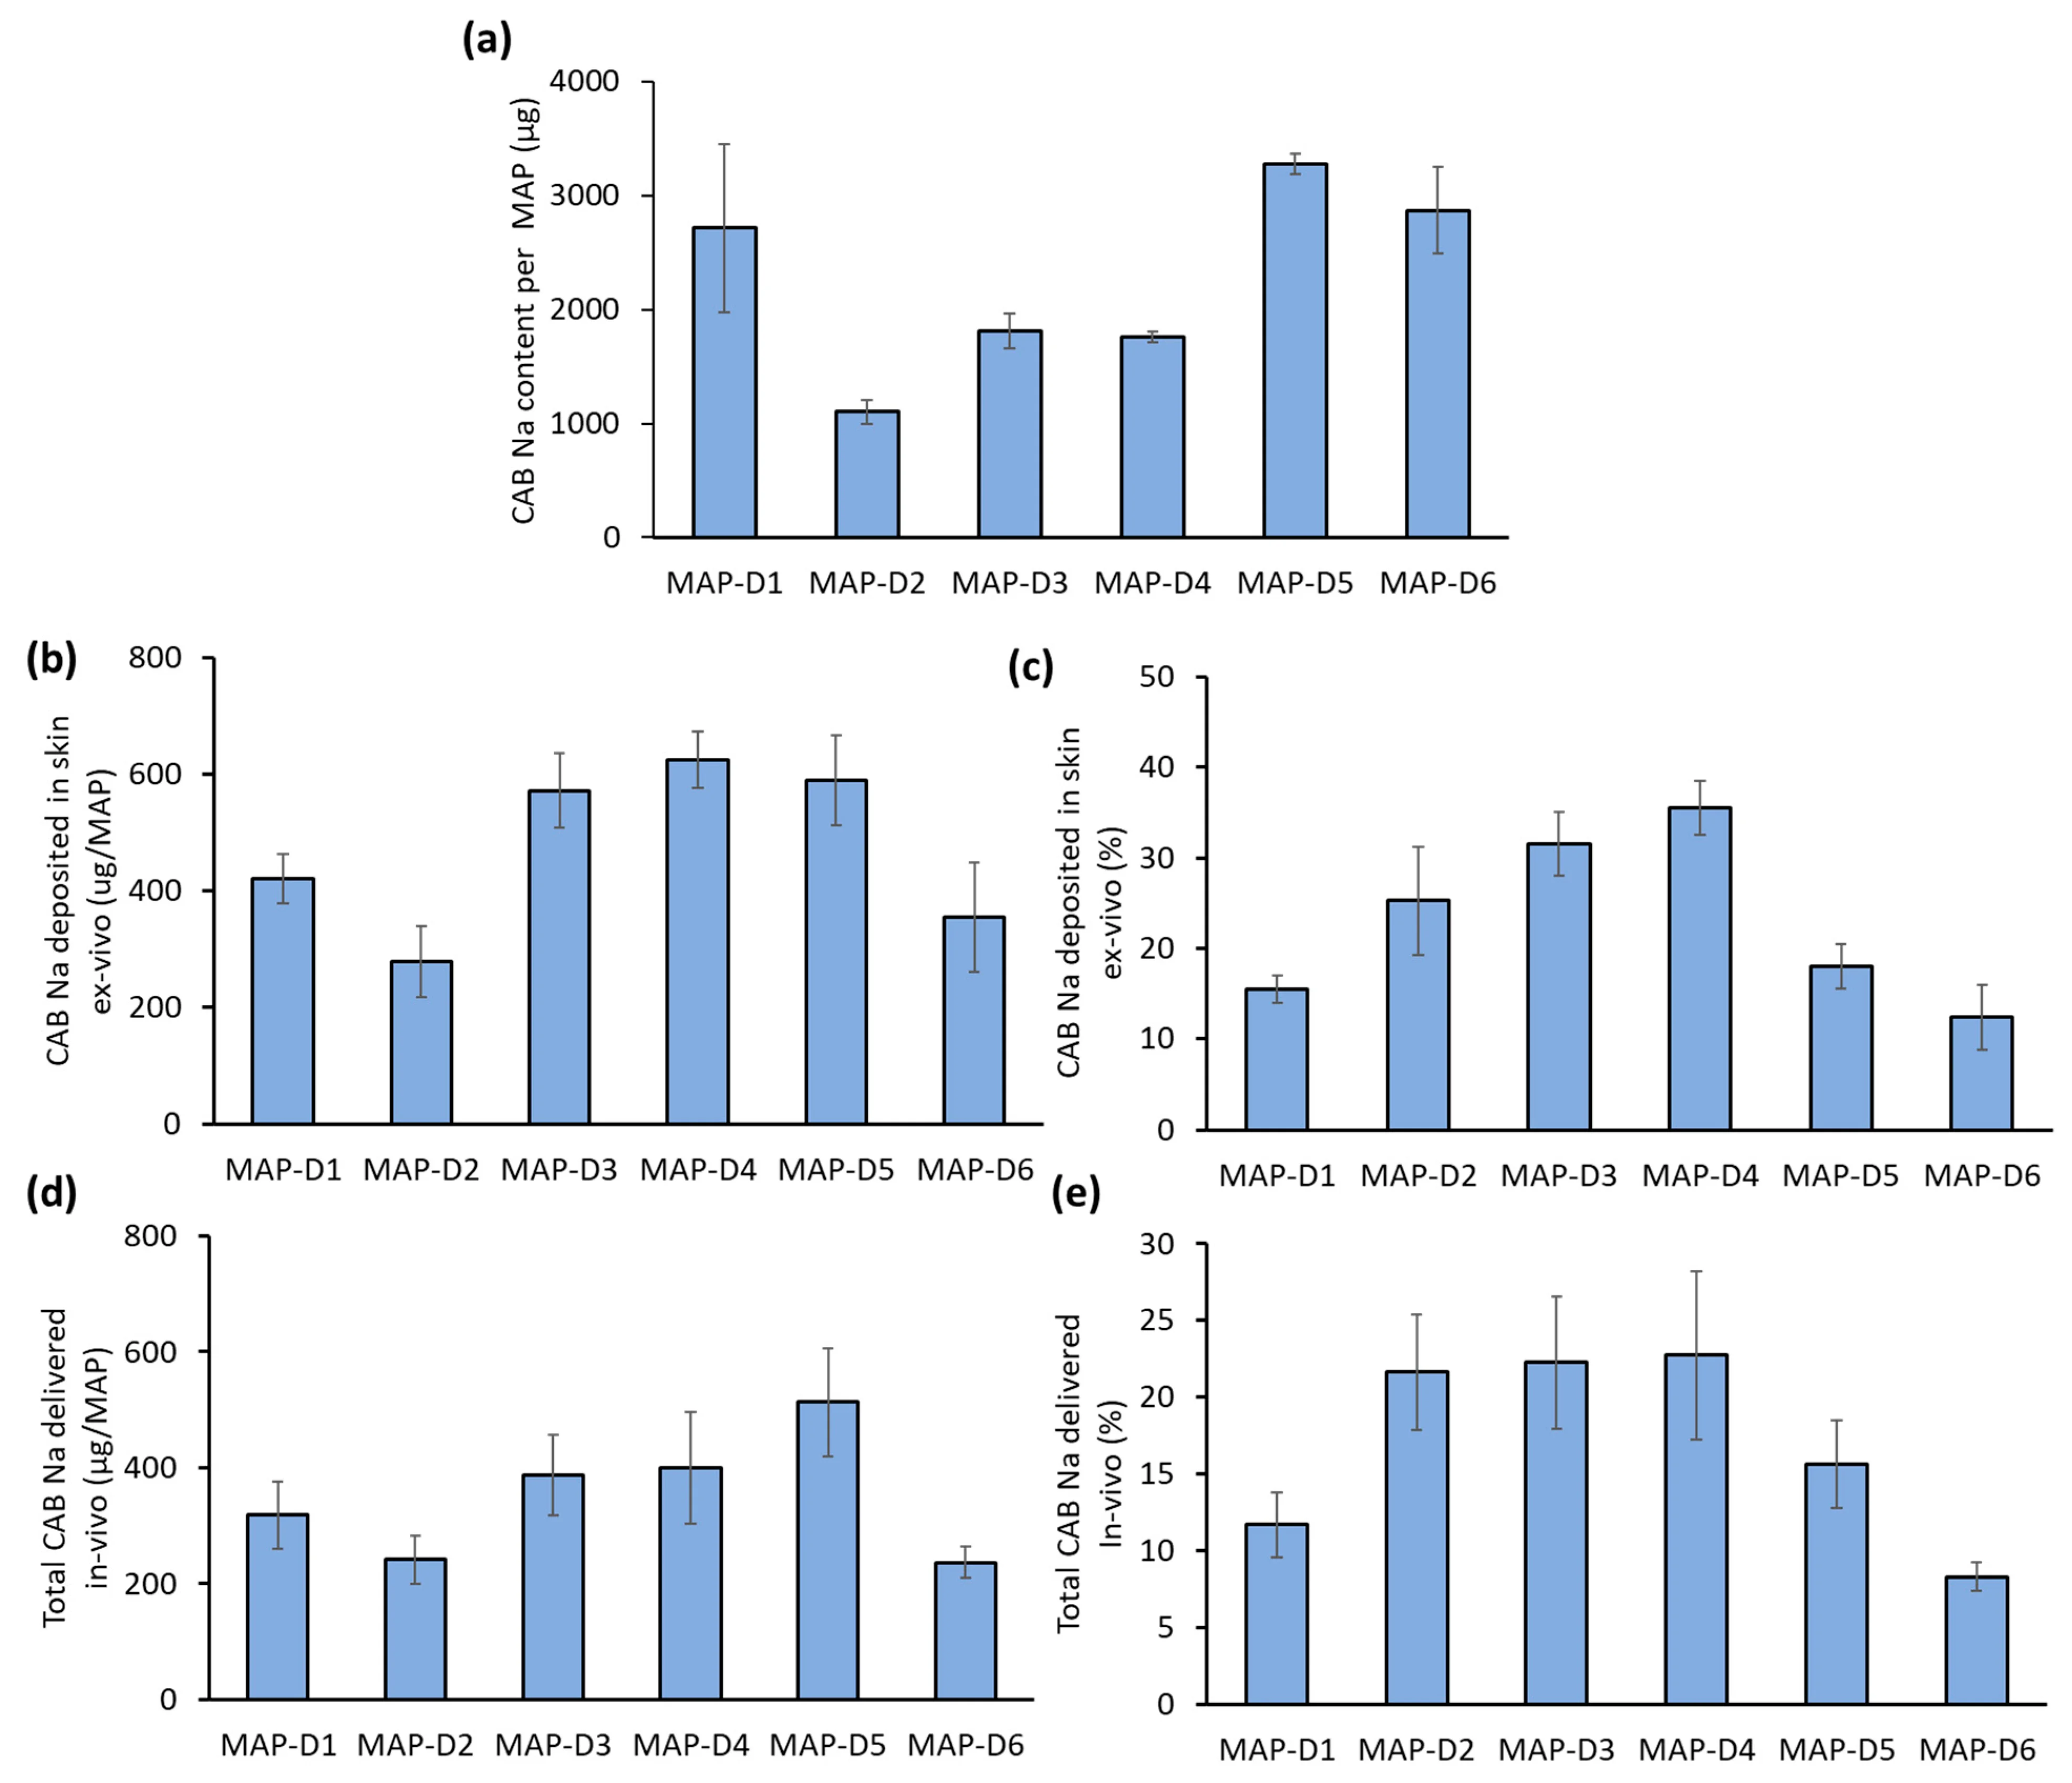 (a)
CAB Na content per MAP (µg)
4000
3000
2000
1000
0
MAP-D1 MAP-D2 MAP-D3 MAP-D4 MAP-D5 MAP-D6
(b)
CAB Na deposited in skin
ex-vivo (ug/MAP)
800
600
400
200
0
MAP-D1 MAP-D2 MAP-D3 MAP-D4 MAP-D5 MAP-D6
(c)
CAB Na deposited in skin
ex-vivo (%)
50
40
30
20
10
0
MAP-D1 MAP-D2 MAP-D3 MAP-D4 MAP-D5 MAP-D6
(d)
Total CAB Na delivered
in-vivo (µg/MAP)
800
600
400
200
0
MAP-D1 MAP-D2 MAP-D3 MAP-D4 MAP-D5 MAP-D6
(e)
Total CAB Na delivered
In-vivo (%)
30
25
20
15
10
5
0
MAP-D1 MAP-D2 MAP-D3 MAP-D4 MAP-D5 MAP-D6